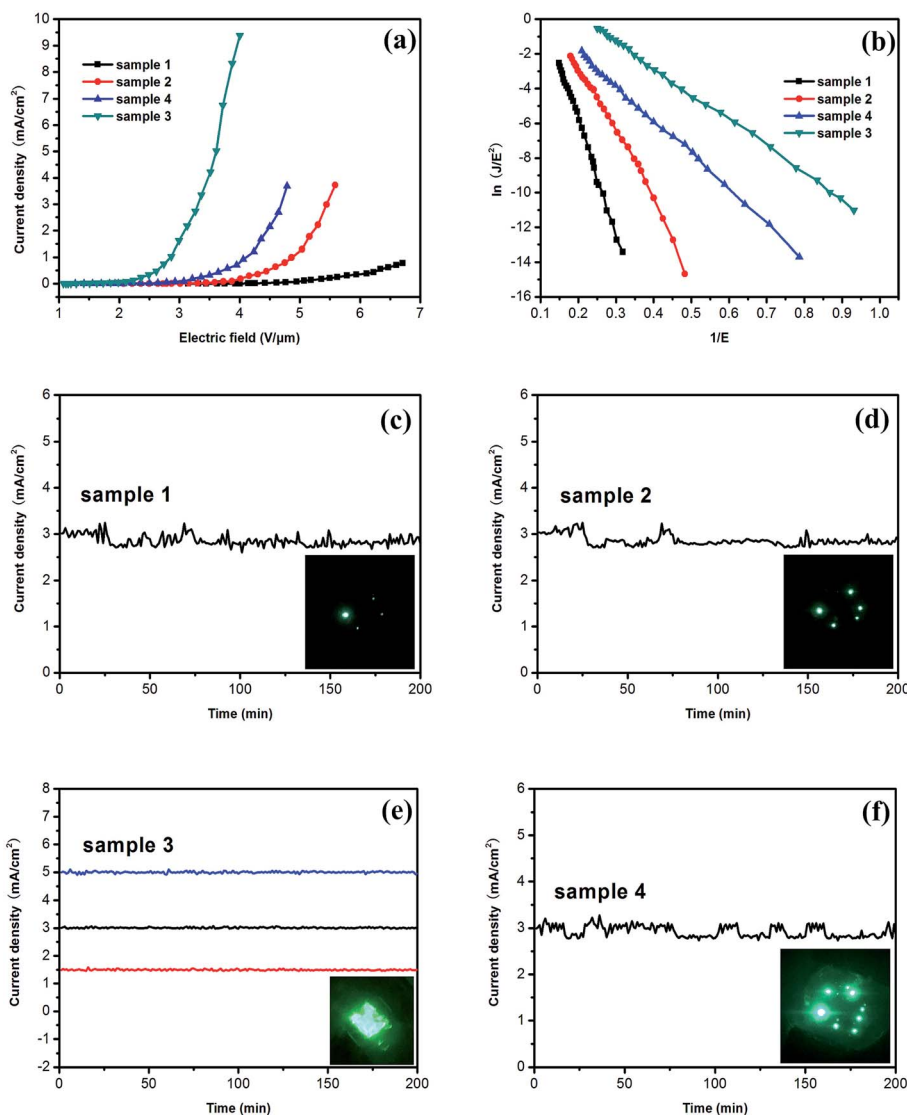 (a)
sample 1
sample 2
sample 4
sample 3
Current density (mA/cm²)
10
9
8
7
6
5
4
3
2
1
0
1 2 3 4 5 6 7
Electric field (V/μm)
(b)
sample 1
sample 2
sample 4
sample 3
ln (J/E²)
0
-2
-4
-6
-8
-10
-12
-14
-16
0.1 0.2 0.3 0.4 0.5 0.6 0.7 0.8 0.9 1.0
1/E
(c)
sample 1
Current density (mA/cm²)
6
5
4
3
2
1
0
0 50 100 150 200
Time (min)
(d)
sample 2
Current density (mA/cm²)
6
5
4
3
2
1
0
0 50 100 150 200
Time (min)
(e)
sample 3
Current density (mA/cm²)
8
7
6
5
4
3
2
1
0
-1
-2
0 50 100 150 200
Time (min)
(f)
sample 4
Current density (mA/cm²)
6
5
4
3
2
1
0
0 50 100 150 200
Time (min)